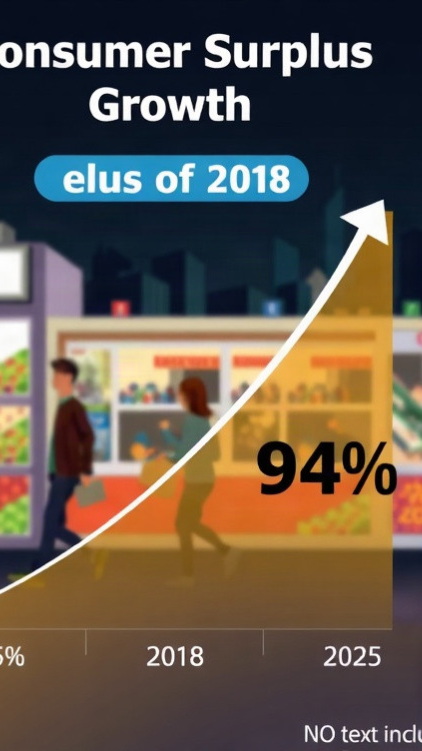 onsumer Surplus
Growth
elus of 2018
94%
5%
2018
2025
NO text inclu